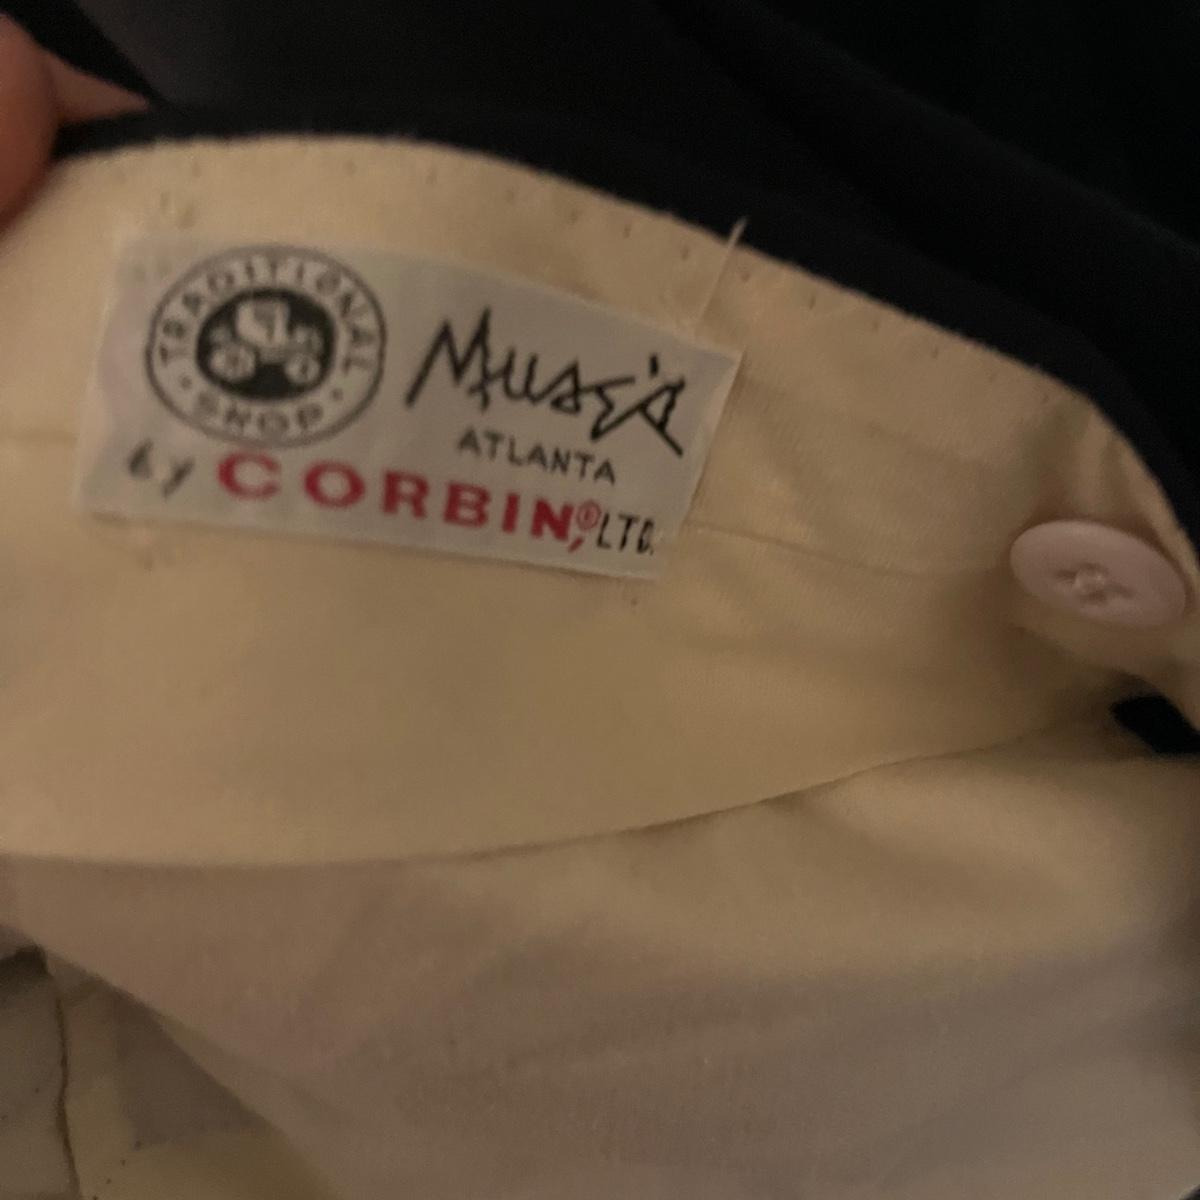 TRADITIONAL
· SHOP ·
Muse's
ATLANTA
by CORBIN,® LTD.